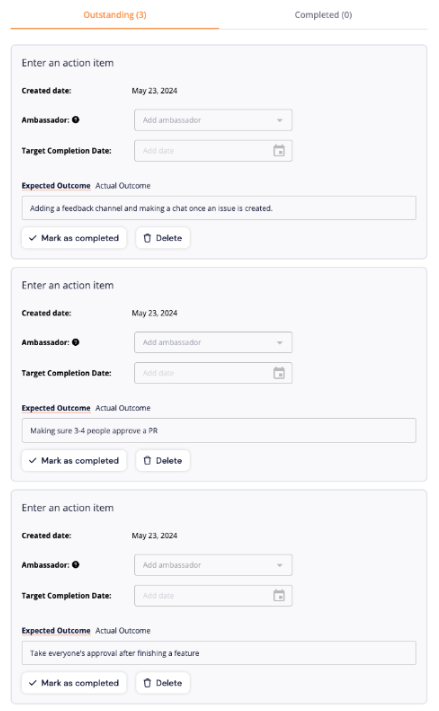 Outstanding (3) Completed (0)
Enter an action item
Created date: May 23, 2024
Ambassador: Add ambassador
Target Completion Date: Add date
Expected Outcome Actual Outcome
Adding a feedback channel and making a chat once an issue is created.
Mark as completed Delete
Enter an action item
Created date: May 23, 2024
Ambassador: Add ambassador
Target Completion Date: Add date
Expected Outcome Actual Outcome
Making sure 3-4 people approve a PR
Mark as completed Delete
Enter an action item
Created date: May 23, 2024
Ambassador: Add ambassador
Target Completion Date: Add date
Expected Outcome Actual Outcome
Take everyone's approval after finishing a feature
Mark as completed Delete